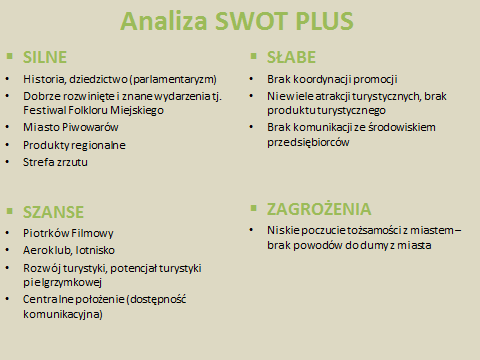 Analiza SWOT PLUS
SILNE
Historia, dziedzictwo (parlamentaryzm)
Dobrze rozwinięte i znane wydarzenia tj.
Festiwal Folkloru Miejskiego
Miasto Piwowarów
Produkty regionalne
Strefa zrzutu
SŁABE
Brak koordynacji promocji
Niewiele atrakcji turystycznych, brak
produktu turystycznego
Brak komunikacji ze środowiskiem
przedsiębiorców
SZANSE
Piotrków Filmowy
Aeroklub, lotnisko
Rozwój turystyki, potencjał turystyki
pielgrzymkowej
Centralne położenie (dostępność
komunikacyjna)
ZAGROŻENIA
Niskie poczucie tożsamości z miastem –
brak powodów do dumy z miasta